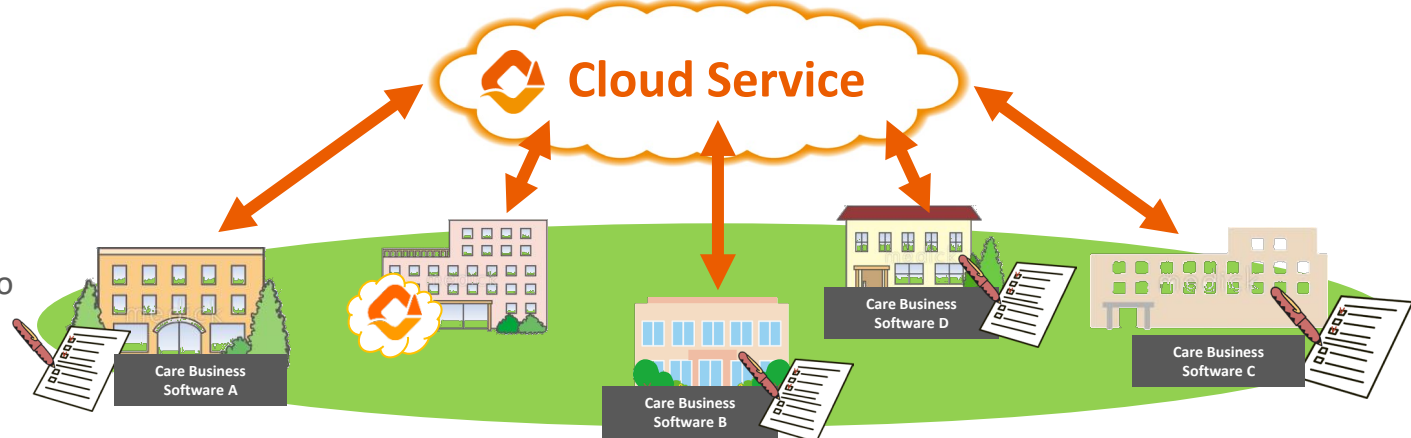 Cloud Service
o
Care Business
Software A
Care Business
Software B
Care Business
Software D
Care Business
Software C